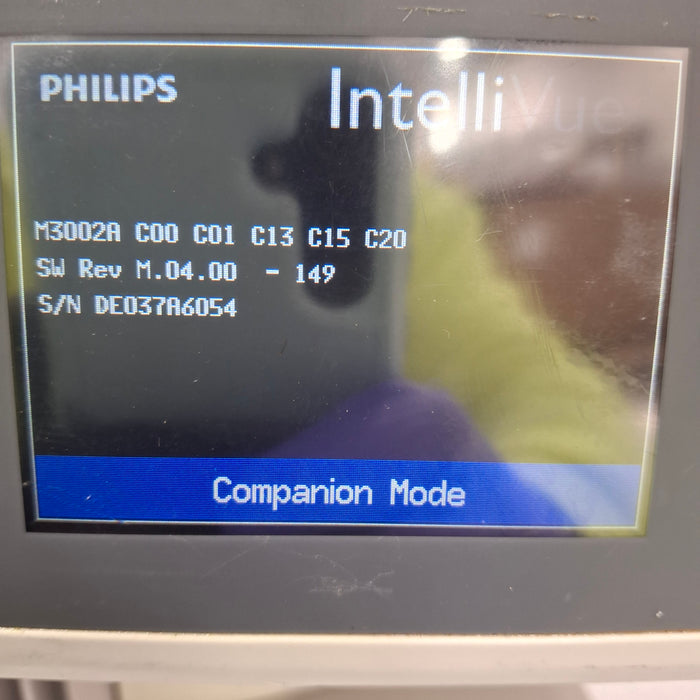 PHILIPS
IntelliVue
M3002A C00 C01 C13 C15 C20
SW Rev M.04.00 - 149
S/N DE037A6054
Companion Mode